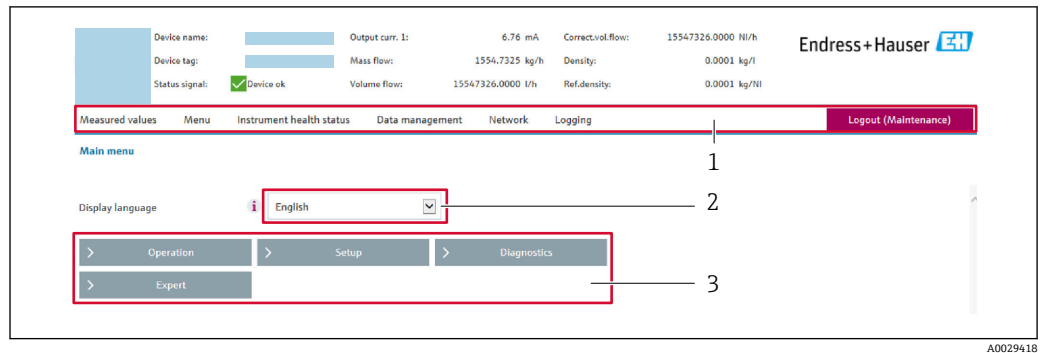 Device name: Output curr. 1: 6.76 mA Correct.vol.flow: 15547326.0000 Nl/h
Endress+Hauser EH
Device tag: Mass flow: 1554.7325 kg/h Density: 0.0001 kg/l
Status signal: Device ok Volume flow: 15547326.0000 l/h Ref.density: 0.0001 kg/Nl
Measured values Menu Instrument health status Data management Network Logging Logout (Maintenance)
1
Main menu
Display language i English 2
> Operation > Setup > Diagnostics
> Expert 3
A0029418